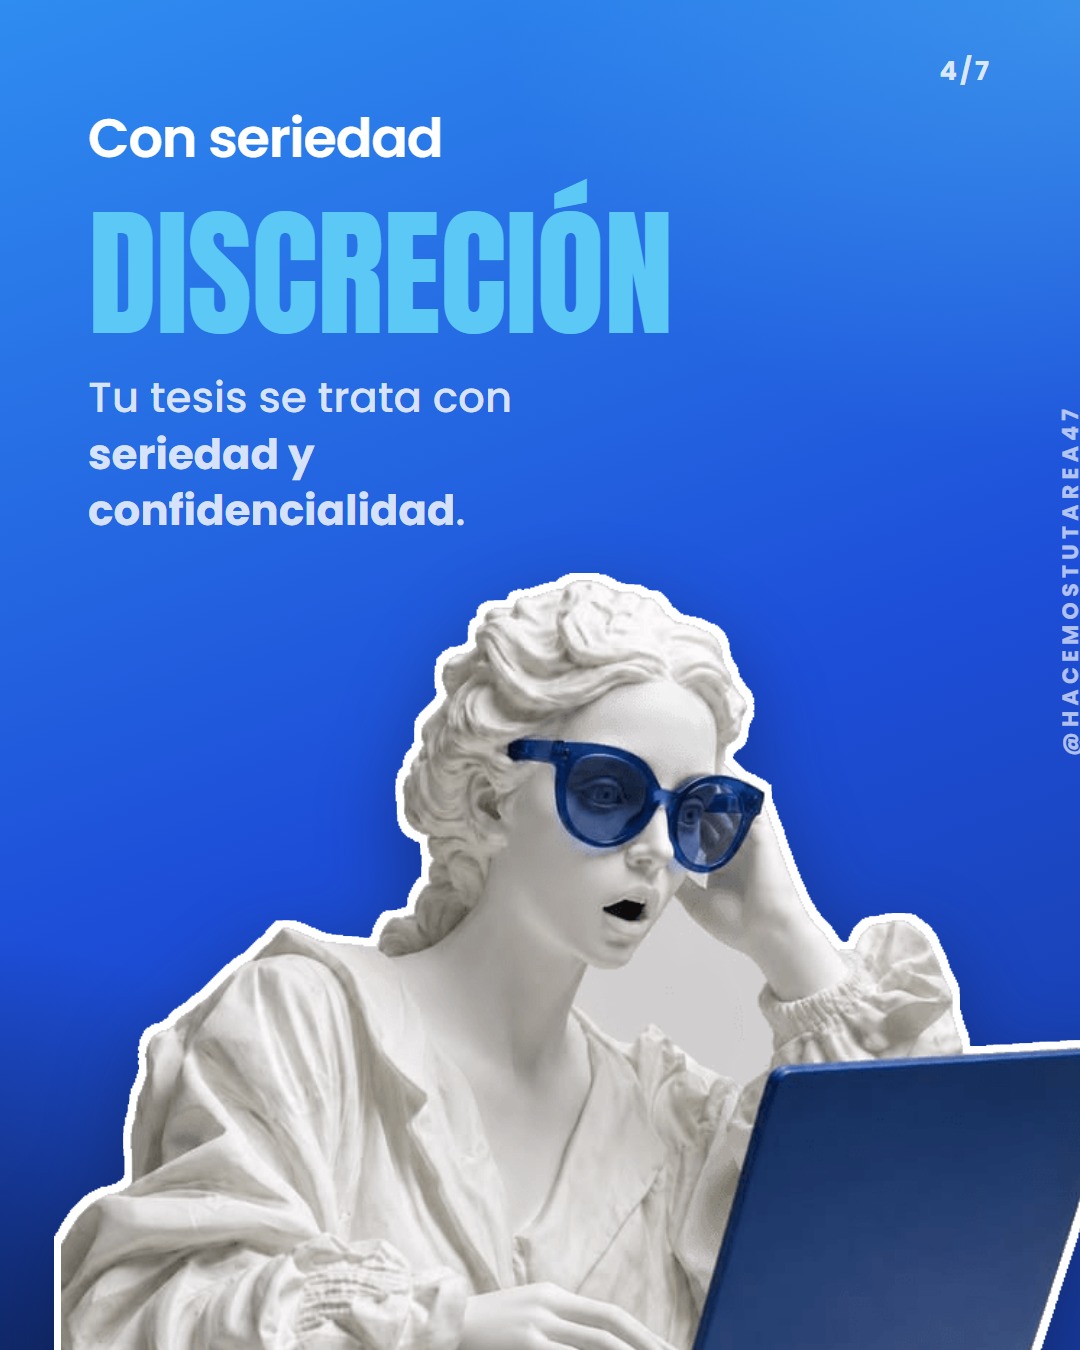 4/7
Con seriedad
DISCRECIÓN
Tu tesis se trata con
seriedad y
confidencialidad.
@HACEMOSTUTAREA47